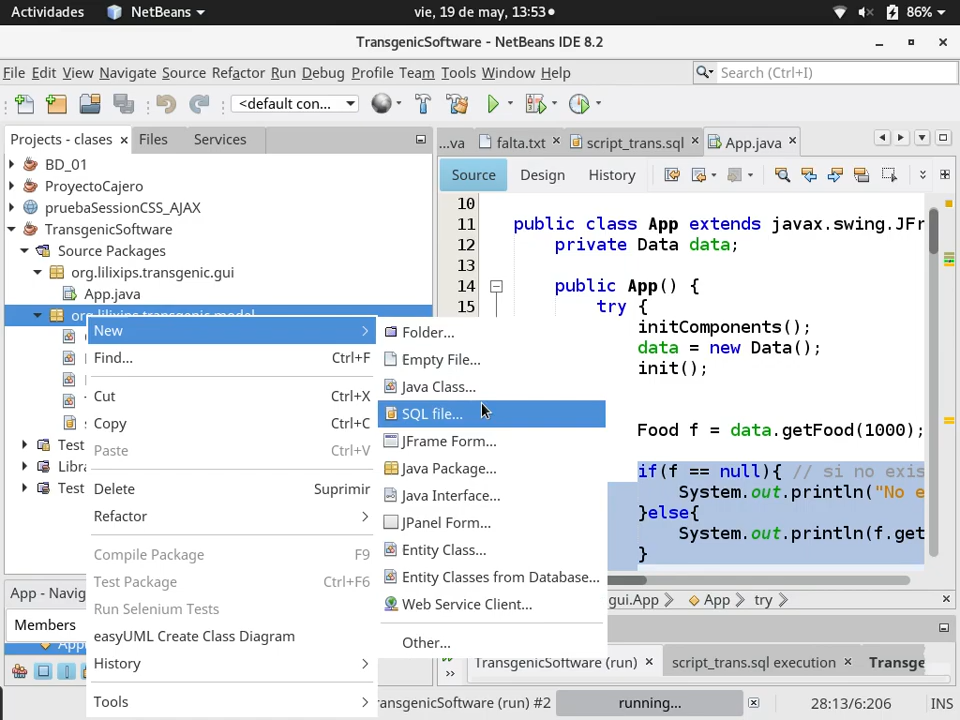 Actividades NetBeans vie, 19 de may, 13:53 86%
TransgenicSoftware - NetBeans IDE 8.2
File Edit View Navigate Source Refactor Run Debug Profile Team Tools Window Help Search (Ctrl+I)
<default con...
Projects - clases Files Services ...va falta.txt script_trans.sql App.java
Source Design History
BD_01
ProyectoCajero
pruebaSessionCSS_AJAX
TransgenicSoftware
Source Packages
org.lilixips.transgenic.gui
App.java
org.lilixips.transgenic.model
Test
Libra
Test
10
11 public class App extends javax.swing.JFr
12 private Data data;
13
14 public App() {
15 try {
initComponents();
data = new Data();
init();
Food f = data.getFood(1000);
if(f == null){ // si no exis
System.out.println("No e
}else{
System.out.println(f.get
}
New
Find... Ctrl+F
Cut Ctrl+X
Copy Ctrl+C
Paste Ctrl+V
Delete Suprimir
Refactor
Compile Package F9
Test Package Ctrl+F6
Run Selenium Tests
easyUML Create Class Diagram
History
Tools
Folder...
Empty File...
Java Class...
SQL file...
JFrame Form...
Java Package...
Java Interface...
JPanel Form...
Entity Class...
Entity Classes from Database...
Web Service Client...
Other...
App - Navig
Members
App
gui.App App try
TransgenicSoftware (run) script_trans.sql execution Transge
ransgenicSoftware (run) #2 running... 28:13/6:206 INS